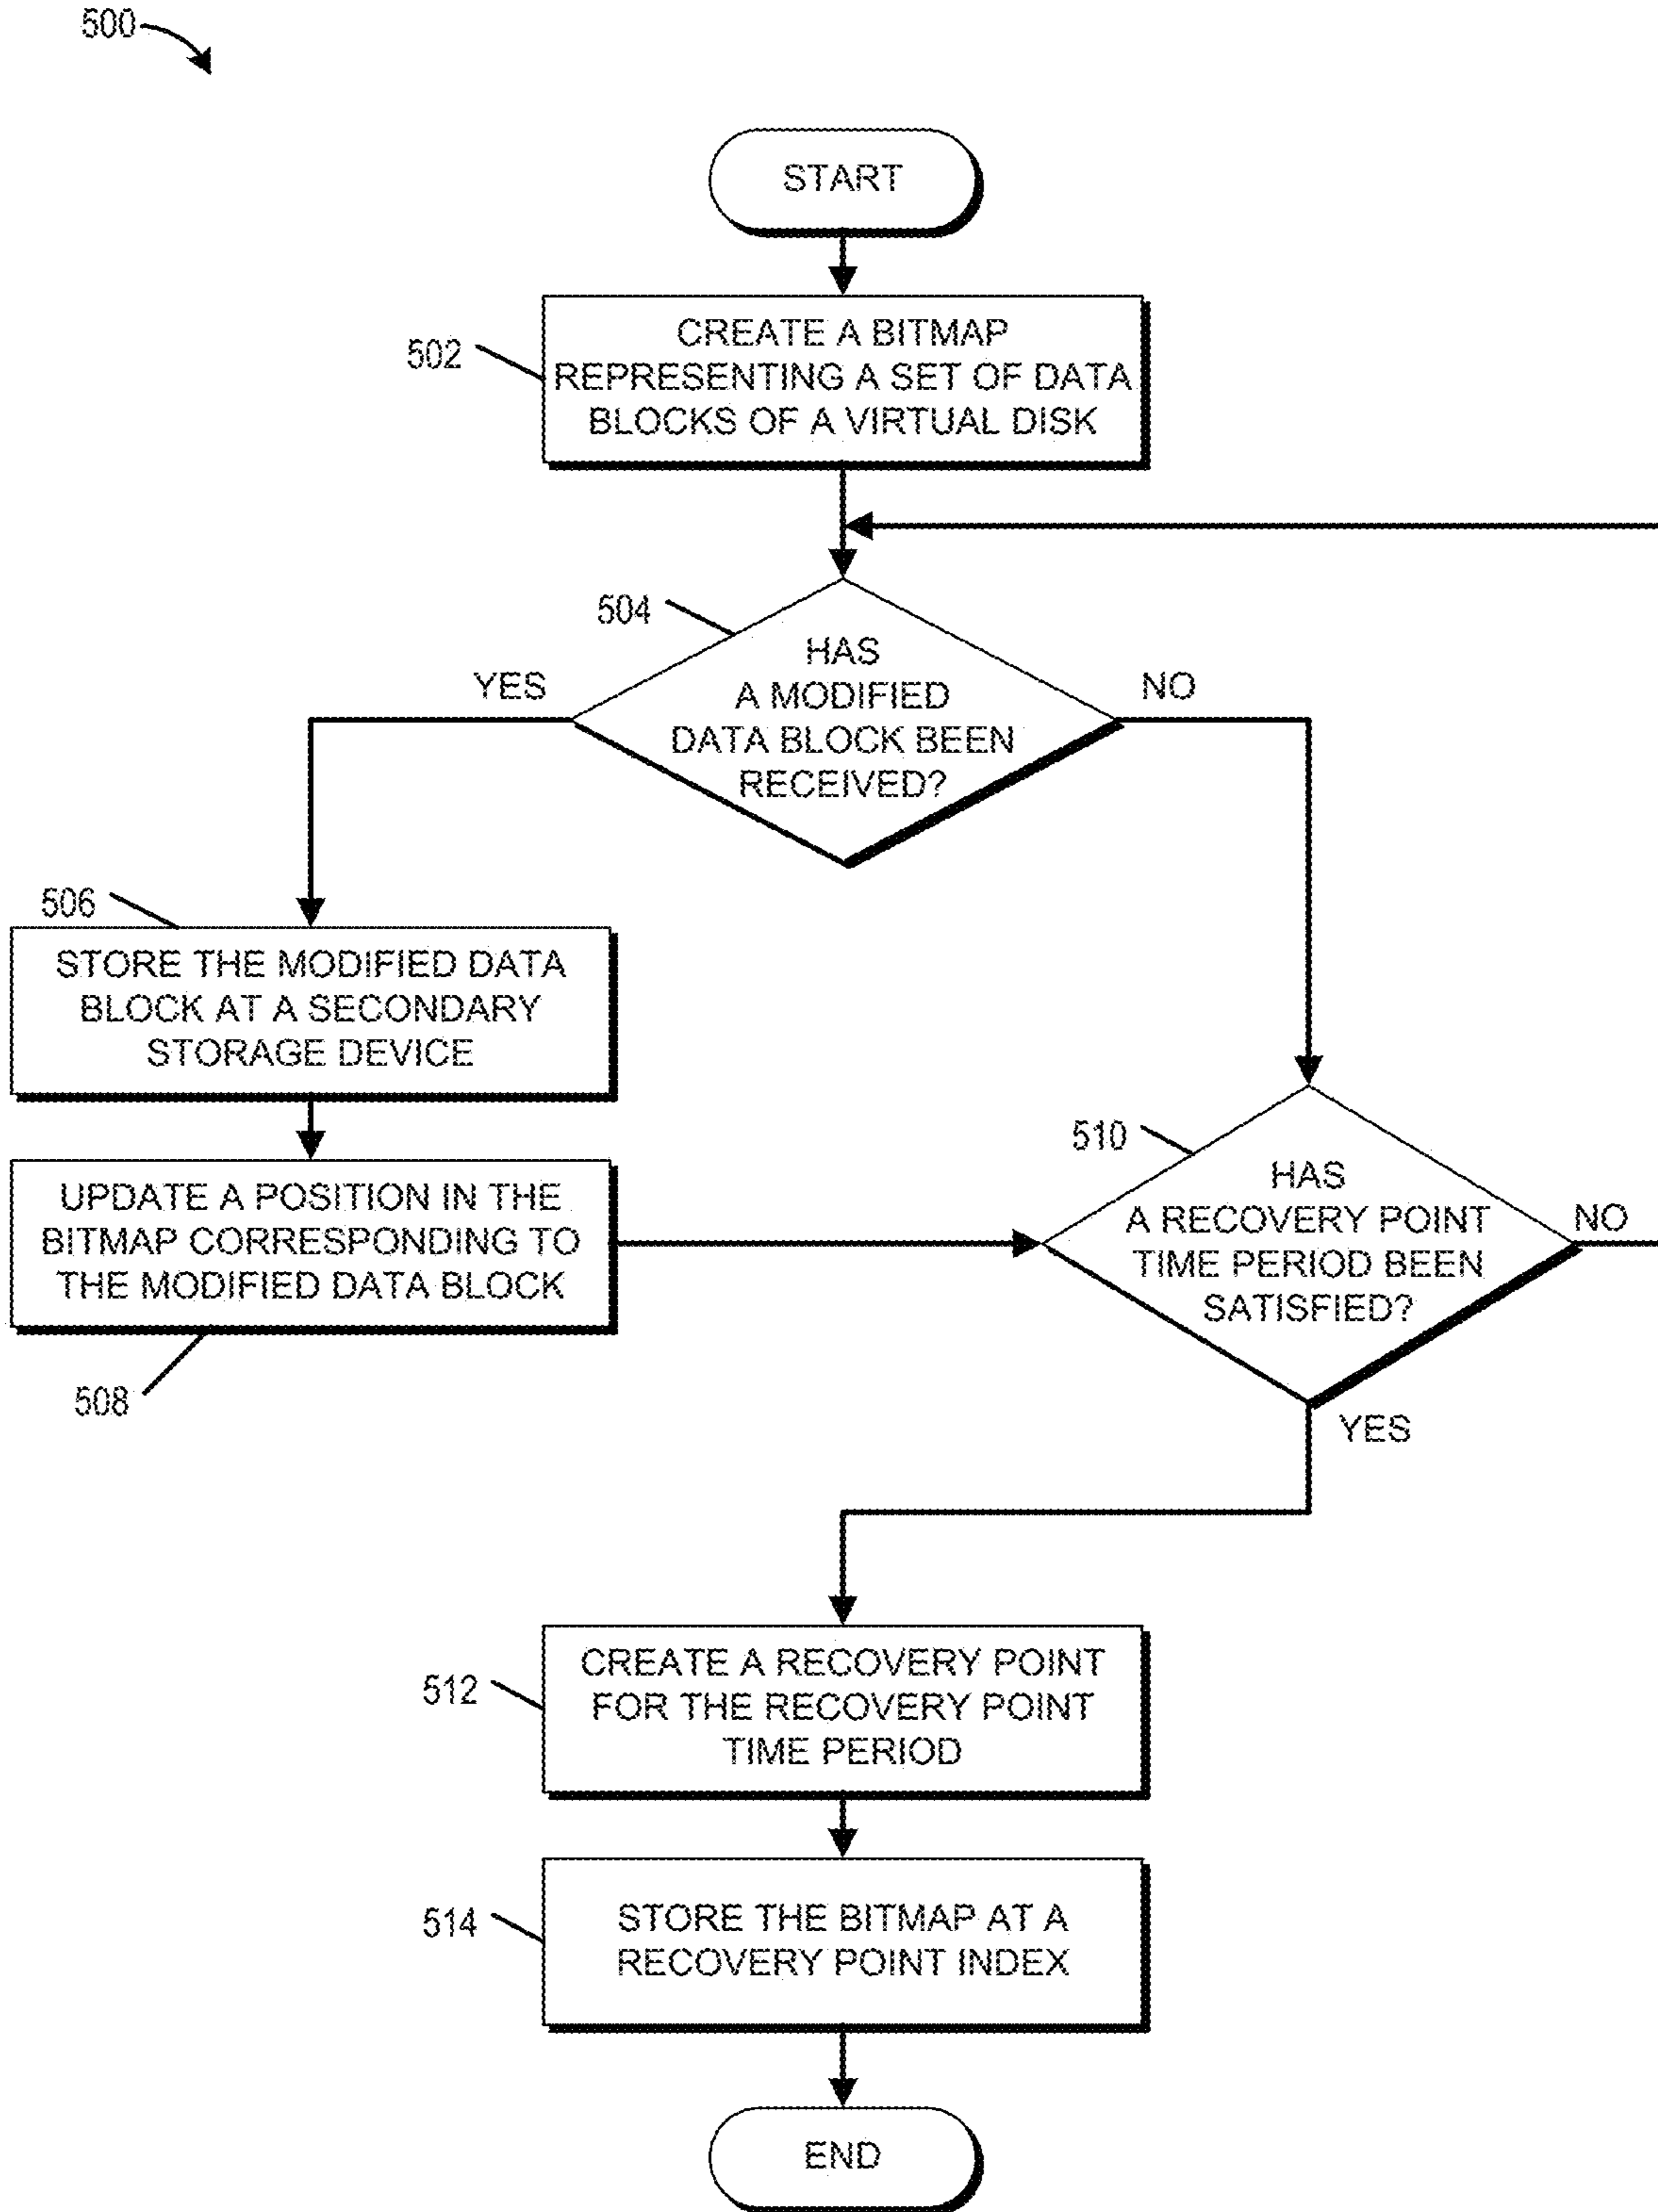 500
START
502
CREATE A BITMAP
REPRESENTING A SET OF DATA
BLOCKS OF A VIRTUAL DISK
504
HAS
A MODIFIED
DATA BLOCK BEEN
RECEIVED?
YES
NO
506
STORE THE MODIFIED DATA
BLOCK AT A SECONDARY
STORAGE DEVICE
508
UPDATE A POSITION IN THE
BITMAP CORRESPONDING TO
THE MODIFIED DATA BLOCK
510
HAS
A RECOVERY POINT
TIME PERIOD BEEN
SATISFIED?
NO
YES
512
CREATE A RECOVERY POINT
FOR THE RECOVERY POINT
TIME PERIOD
514
STORE THE BITMAP AT A
RECOVERY POINT INDEX
END